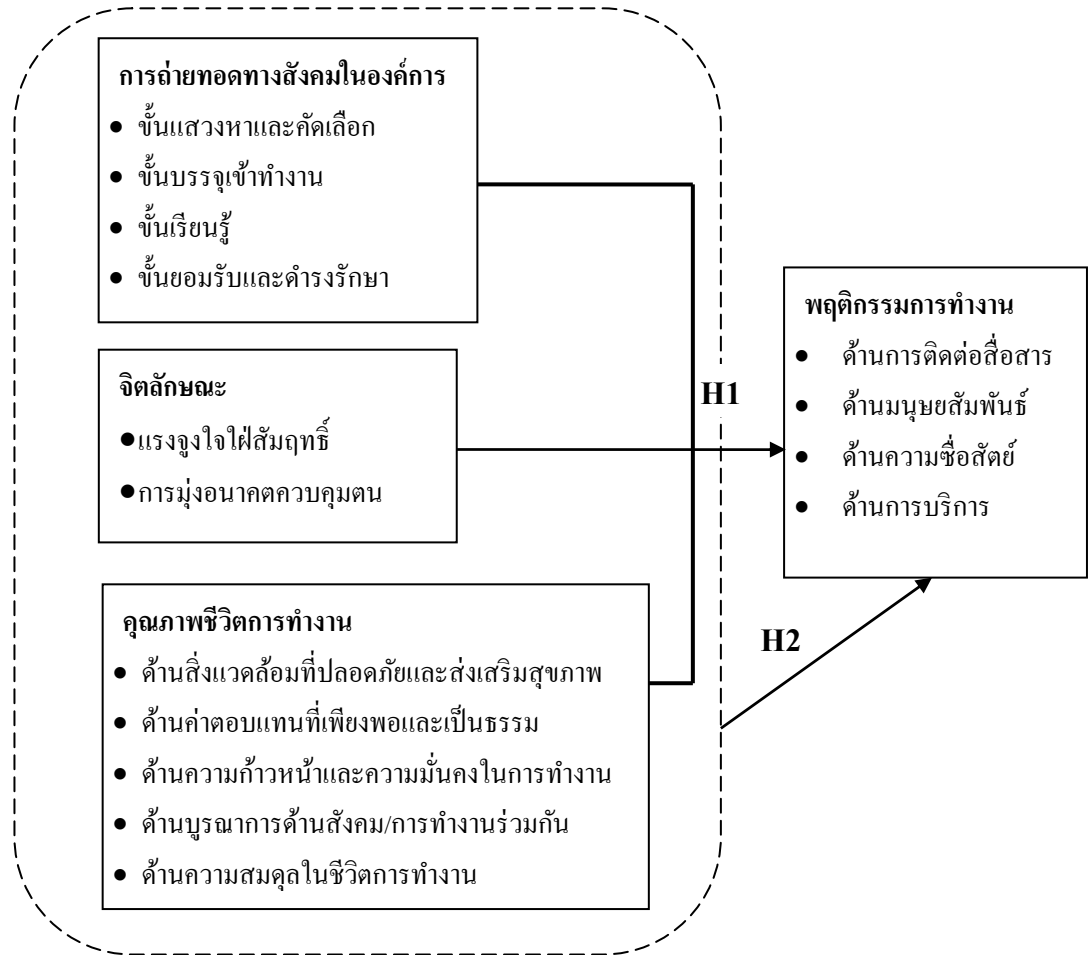 การถ่ายทอดทางสังคมในองค์การ
● ขั้นแสวงหาและคัดเลือก
● ขั้นบรรจุเข้าทำงาน
● ขั้นเรียนรู้
● ขั้นยอมรับและดำรงรักษา
จิตลักษณะ
●แรงจูงใจใฝ่สัมฤทธิ์
●การมุ่งอนาคตควบคุมตน
คุณภาพชีวิตการทำงาน
● ด้านสิ่งแวดล้อมที่ปลอดภัยและส่งเสริมสุขภาพ
● ด้านค่าตอบแทนที่เพียงพอและเป็นธรรม
● ด้านความก้าวหน้าและความมั่นคงในการทำงาน
● ด้านบูรณาการด้านสังคม/การทำงานร่วมกัน
● ด้านความสมดุลในชีวิตการทำงาน
H1
H2
พฤติกรรมการทำงาน
● ด้านการติดต่อสื่อสาร
● ด้านมนุษยสัมพันธ์
● ด้านความซื่อสัตย์
● ด้านการบริการ